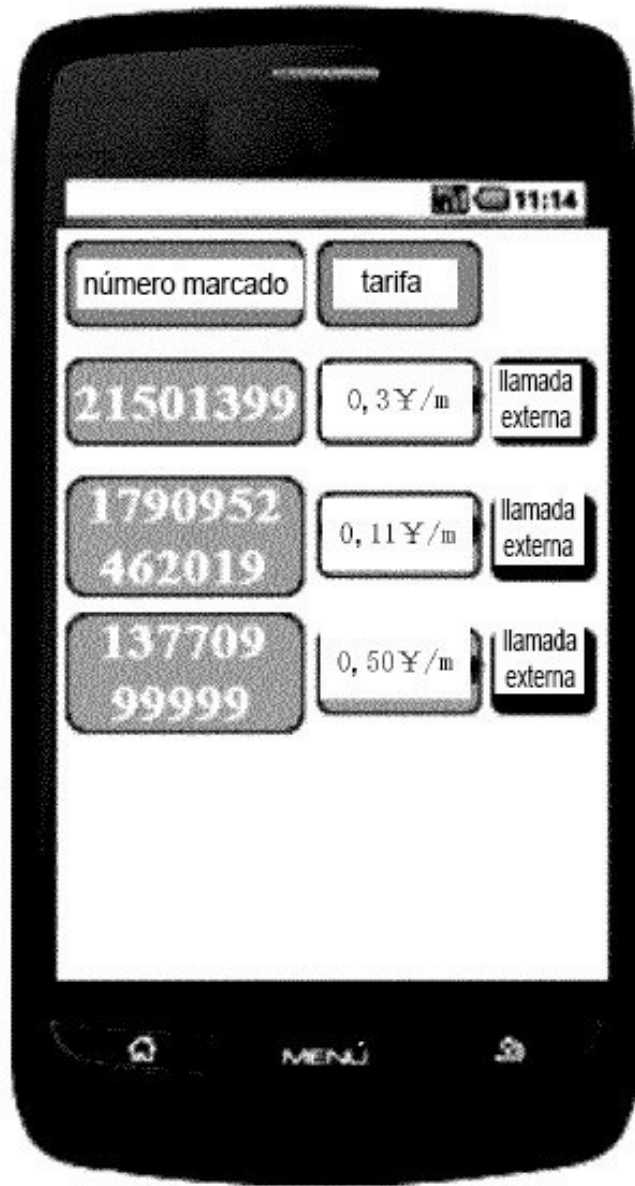 11:14
número marcado
tarifa
21501399
0,3¥/m
llamada
externa
1790952
462019
0,11¥/m
llamada
externa
137709
99999
0,50¥/m
llamada
externa
MENÚ